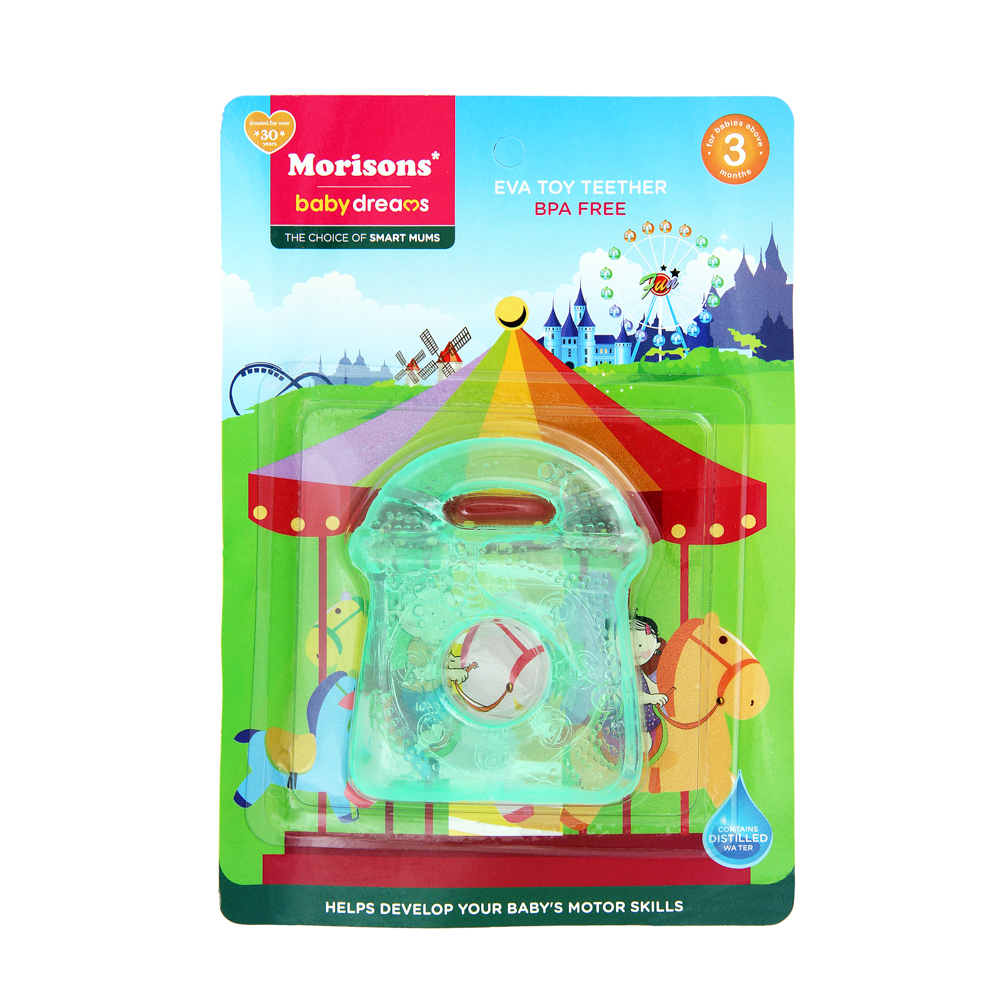 trusted for over
30
years
Morisons*
baby dreams
THE CHOICE OF SMART MUMS
EVA TOY TEETHER
BPA FREE
for babies above
3
months
Fun
CONTAINS
DISTILLED
WATER
HELPS DEVELOP YOUR BABY'S MOTOR SKILLS